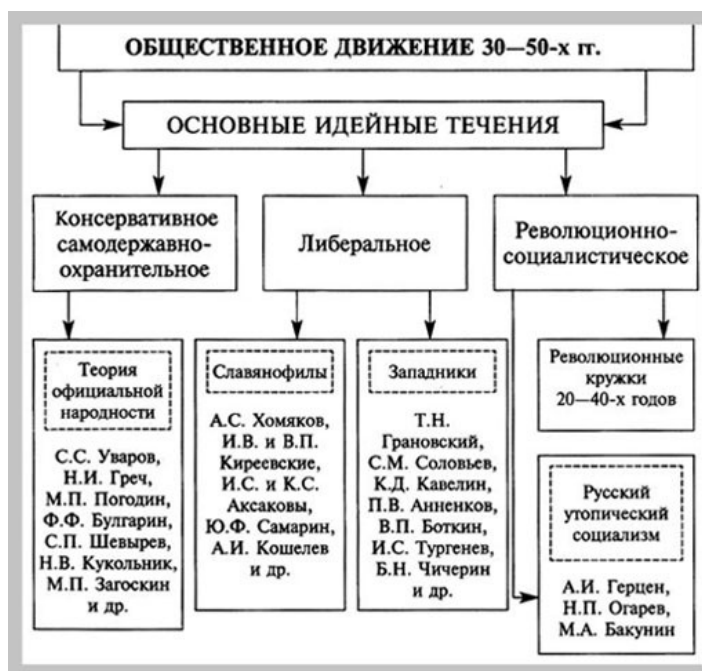 ОБЩЕСТВЕННОЕ ДВИЖЕНИЕ 30—50-х гг.
ОСНОВНЫЕ ИДЕЙНЫЕ ТЕЧЕНИЯ
Консервативное
самодержавно-
охранительное
Либеральное
Революционно-
социалистическое
Теория
официальной
народности
С.С. Уваров,
Н.И. Греч,
М.П. Погодин,
Ф.Ф. Булгарин,
С.П. Шевырев,
Н.В. Кукольник,
М.П. Загоскин
и др.
Славянофилы
А.С. Хомяков,
И.В. и В.П.
Киреевские,
И.С. и К.С.
Аксаковы,
Ю.Ф. Самарин,
А.И. Кошелев
и др.
Западники
Т.Н.
Грановский,
С.М. Соловьев,
К.Д. Кавелин,
П.В. Анненков,
В.П. Боткин,
И.С. Тургенев,
Б.Н. Чичерин
и др.
Революционные
кружки
20—40-х годов
Русский
утопический
социализм
А.И. Герцен,
Н.П. Огарев,
М.А. Бакунин